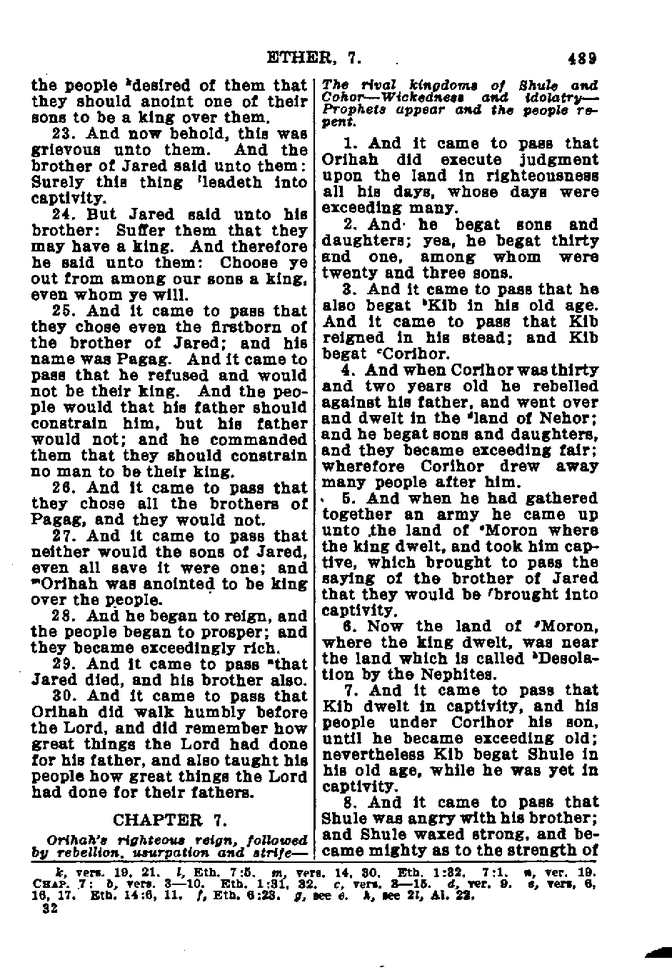 ETHER, 7. 489
the people ᵏdesired of them that
they should anoint one of their
sons to be a king over them.
23. And now behold, this was
grievous unto them. And the
brother of Jared said unto them:
Surely this thing ˡleadeth into
captivity.
24. But Jared said unto his
brother: Suffer them that they
may have a king. And therefore
he said unto them: Choose ye
out from among our sons a king,
even whom ye will.
25. And it came to pass that
they chose even the firstborn of
the brother of Jared; and his
name was Pagag. And it came to
pass that he refused and would
not be their king. And the peo-
ple would that his father should
constrain him, but his father
would not; and he commanded
them that they should constrain
no man to be their king.
26. And it came to pass that
they chose all the brothers of
Pagag, and they would not.
27. And it came to pass that
neither would the sons of Jared,
even all save it were one; and
ᵐOrihah was anointed to be king
over the people.
28. And he began to reign, and
the people began to prosper; and
they became exceedingly rich.
29. And it came to pass ⁿthat
Jared died, and his brother also.
30. And it came to pass that
Orihah did walk humbly before
the Lord, and did remember how
great things the Lord had done
for his father, and also taught his
people how great things the Lord
had done for their fathers.
CHAPTER 7.
Orihah's righteous reign, followed
by rebellion, usurpation and strife—
The rival kingdoms of Shule and
Cohor—Wickedness and idolatry—
Prophets appear and the people re-
pent.
1. And it came to pass that
Orihah did execute judgment
upon the land in righteousness
all his days, whose days were
exceeding many.
2. And he begat sons and
daughters; yea, he begat thirty
and one, among whom were
twenty and three sons.
3. And it came to pass that he
also begat ᵇKib in his old age.
And it came to pass that Kib
reigned in his stead; and Kib
begat ᶜCorihor.
4. And when Corihor was thirty
and two years old he rebelled
against his father, and went over
and dwelt in the ᵈland of Nehor;
and he begat sons and daughters,
and they became exceeding fair;
wherefore Corihor drew away
many people after him.
5. And when he had gathered
together an army he came up
unto the land of ᵉMoron where
the king dwelt, and took him cap-
tive, which brought to pass the
saying of the brother of Jared
that they would be ᶠbrought into
captivity.
6. Now the land of ᵍMoron,
where the king dwelt, was near
the land which is called ʰDesola-
tion by the Nephites.
7. And it came to pass that
Kib dwelt in captivity, and his
people under Corihor his son,
until he became exceeding old;
nevertheless Kib begat Shule in
his old age, while he was yet in
captivity.
8. And it came to pass that
Shule was angry with his brother;
and Shule waxed strong, and be-
came mighty as to the strength of
k, vers. 19, 21. l, Eth. 7:5. m, vers. 14, 30. Eth. 1:32. 7:1. n, ver. 19.
CHAP. 7: b, vers. 3—10. Eth. 1:31, 32. c, vers. 3—15. d, ver. 9. e, vers, 6,
16, 17. Eth. 14:6, 11. f, Eth. 6:23. g, see e. h, see 2l, Al. 22.
32